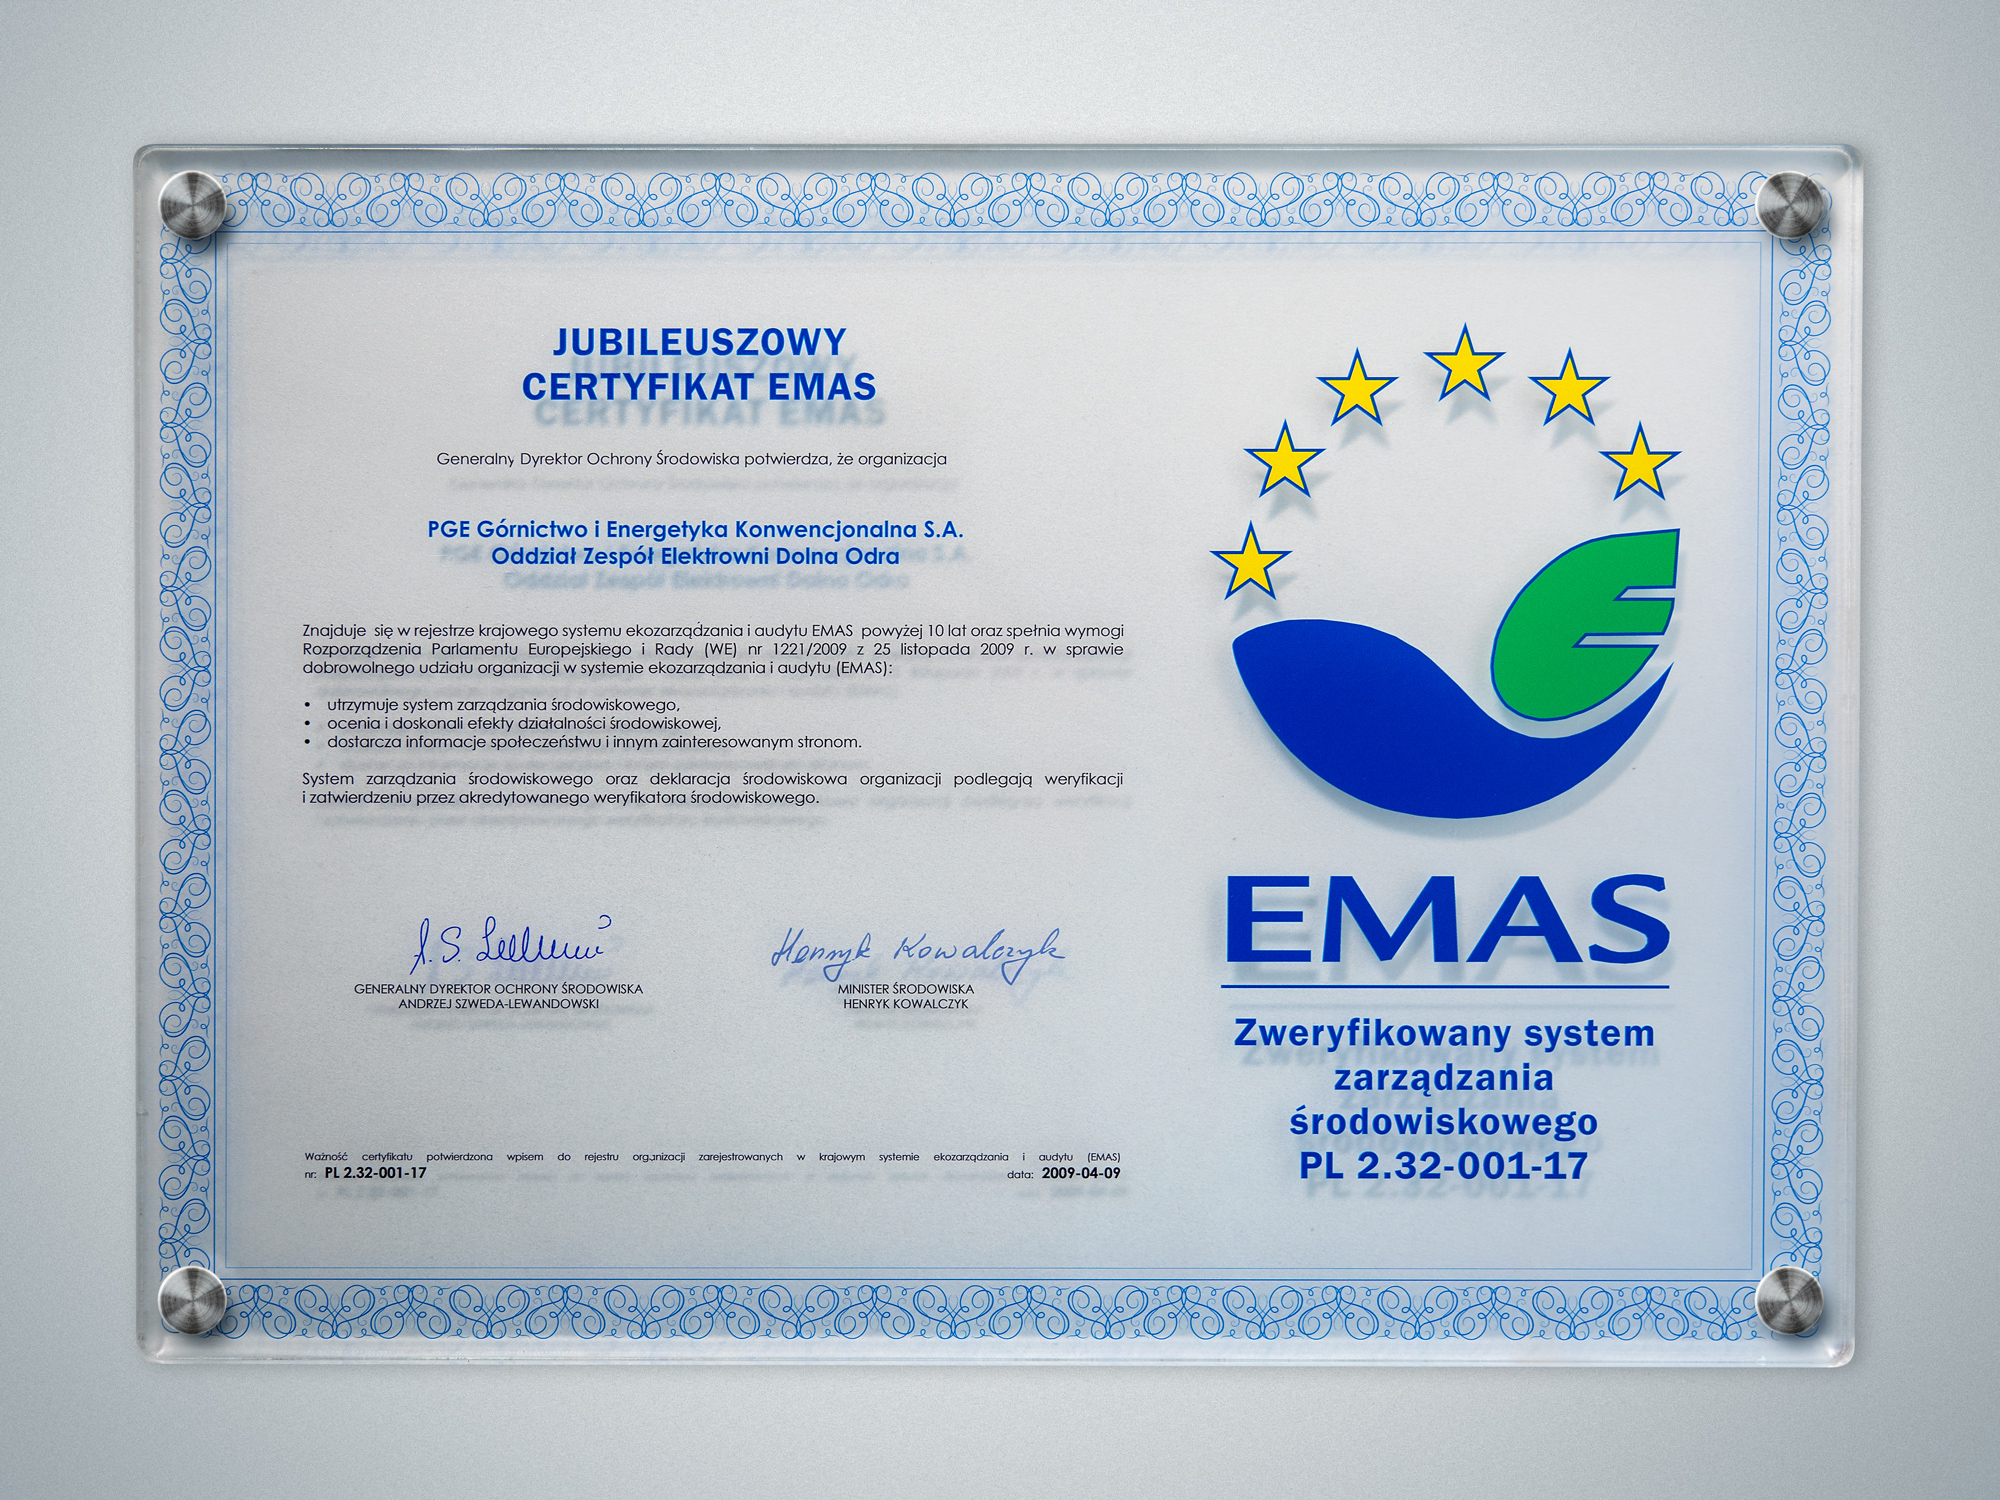 JUBILEUSZOWY
CERTYFIKAT EMAS
Generalny Dyrektor Ochrony Środowiska potwierdza, że organizacja
PGE Górnictwo i Energetyka Konwencjonalna S.A.
Oddział Zespół Elektrowni Dolna Odra
Znajduje się w rejestrze krajowego systemu ekozarządzania i audytu EMAS powyżej 10 lat oraz spełnia wymogi
Rozporządzenia Parlamentu Europejskiego i Rady (WE) nr 1221/2009 z 25 listopada 2009 r. w sprawie
dobrowolnego udziału organizacji w systemie ekozarządzania i audytu (EMAS):
• utrzymuje system zarządzania środowiskowego,
• ocenia i doskonali efekty działalności środowiskowej,
• dostarcza informacje społeczeństwu i innym zainteresowanym stronom.
System zarządzania środowiskowego oraz deklaracja środowiskowa organizacji podlegają weryfikacji
i zatwierdzeniu przez akredytowanego weryfikatora środowiskowego.
A. S.
Henryk Kowalczyk
GENERALNY DYREKTOR OCHRONY ŚRODOWISKA
ANDRZEJ SZWEDA-LEWANDOWSKI
MINISTER ŚRODOWISKA
HENRYK KOWALCZYK
Ważność certyfikatu potwierdzona wpisem do rejestru organizacji zarejestrowanych w krajowym systemie ekozarządzania i audytu (EMAS)
nr: PL 2.32-001-17
data: 2009-04-09
EMAS
Zweryfikowany system
zarządzania
środowiskowego
PL 2.32-001-17